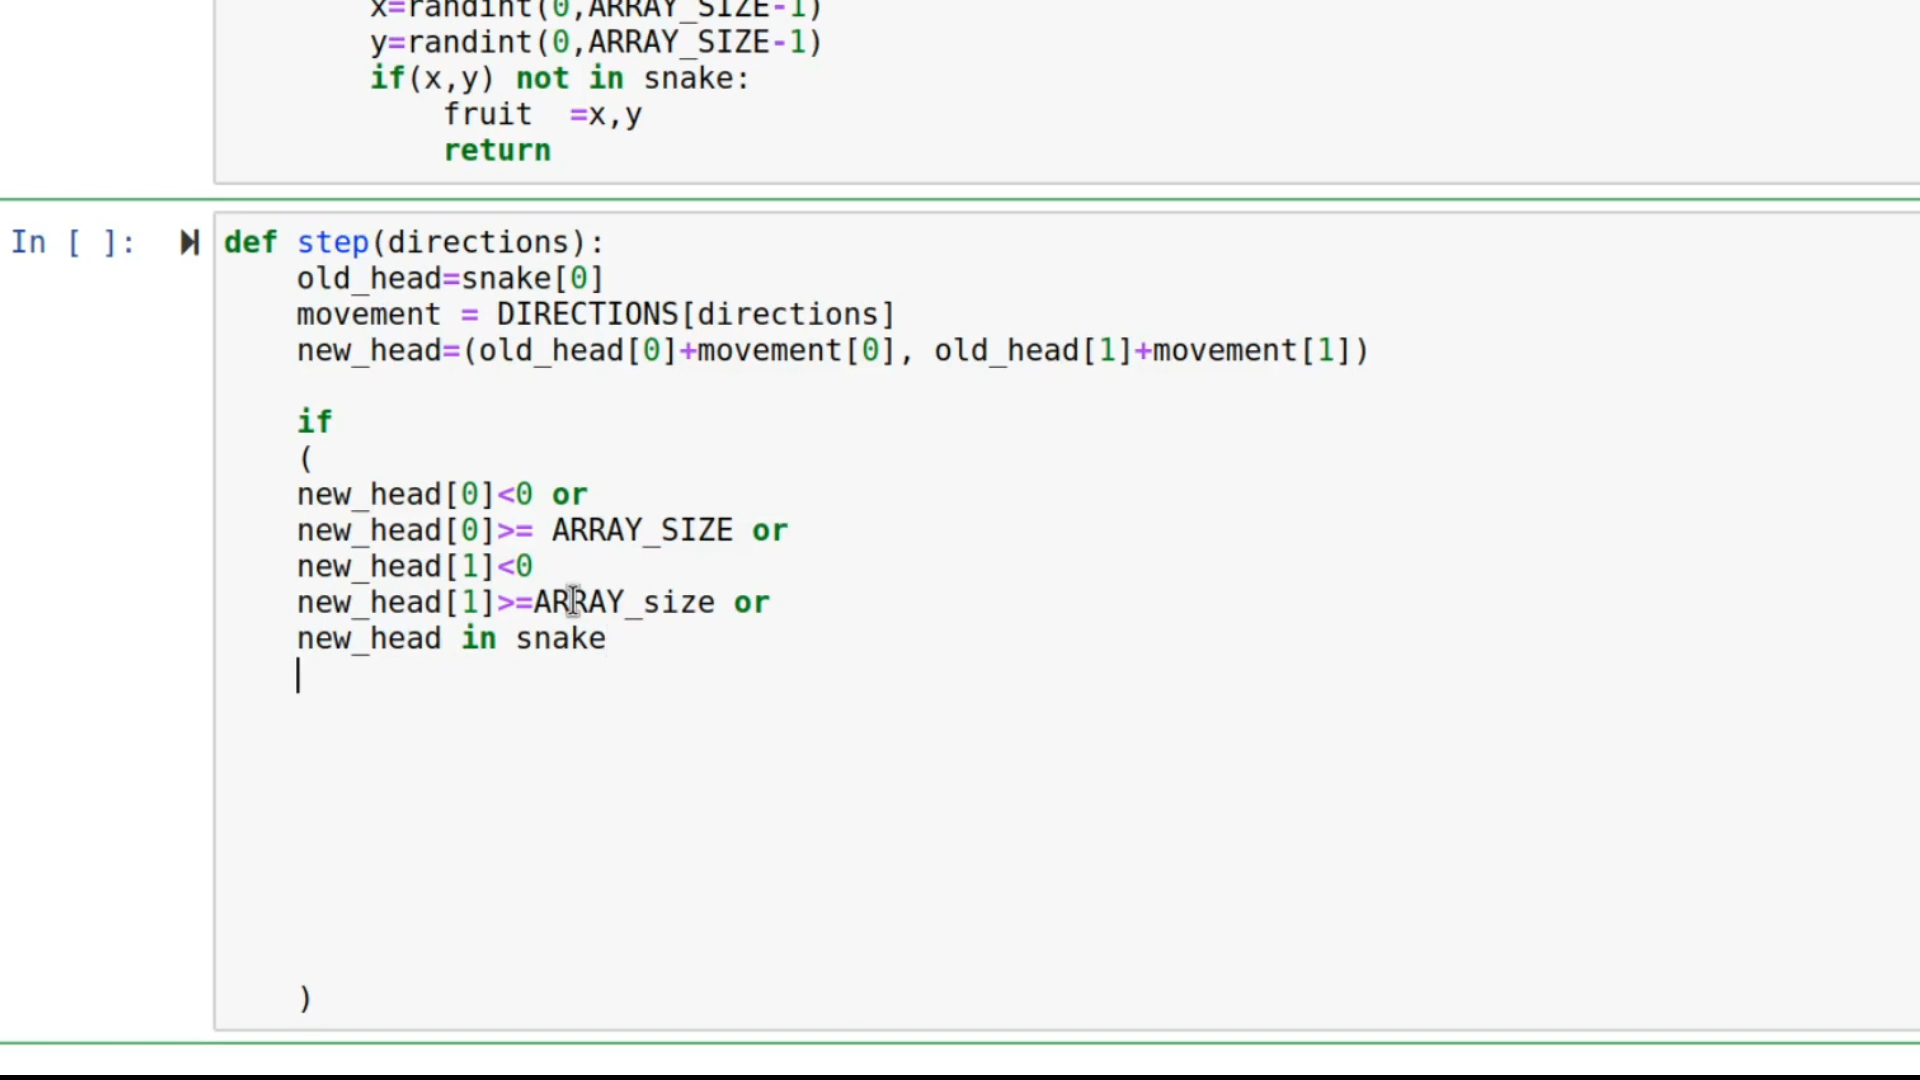 x=randint(0,ARRAY_SIZE-1)
y=randint(0,ARRAY_SIZE-1)
if(x,y) not in snake:
fruit  =x,y
return
In [ ]:
def step(directions):
old_head=snake[0]
movement = DIRECTIONS[directions]
new_head=(old_head[0]+movement[0], old_head[1]+movement[1])
if
(
new_head[0]<0 or
new_head[0]>= ARRAY_SIZE or
new_head[1]<0
new_head[1]>=ARRAY_size or
new_head in snake
)